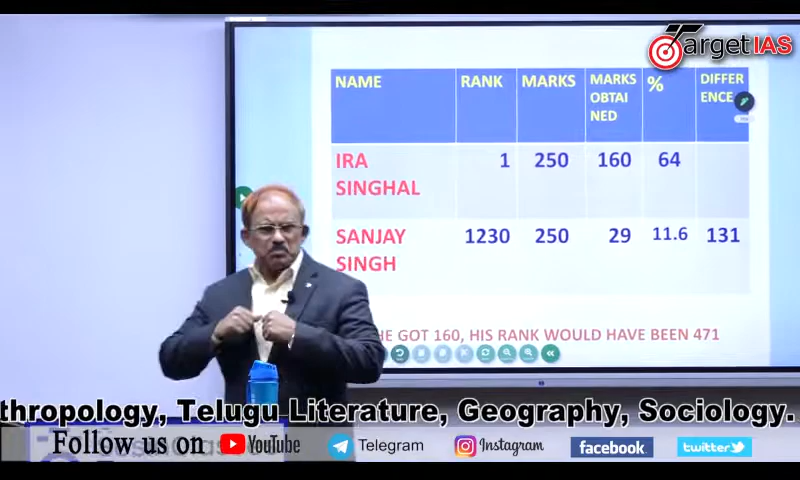 Target IAS
NAME RANK MARKS MARKS OBTAI NED % DIFFER ENCE
IRA SINGHAL 1 250 160 64
SANJAY SINGH 1230 250 29 11.6 131
HE GOT 160, HIS RANK WOULD HAVE BEEN 471
thropology, Telugu Literature, Geography, Sociology.
Follow us on YouTube Telegram Instagram facebook twitter